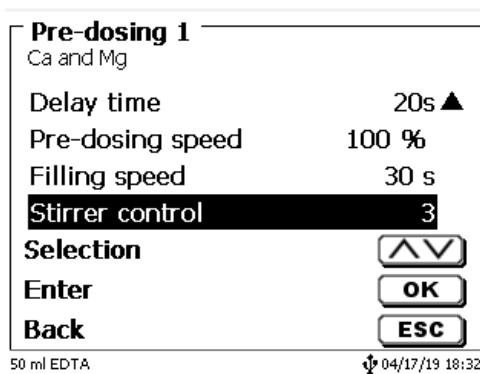 Pre-dosing 1
Ca and Mg
Delay time 20s
Pre-dosing speed 100 %
Filling speed 30 s
Stirrer control 3
Selection
Enter OK
Back ESC
50 ml EDTA 04/17/19 18:32